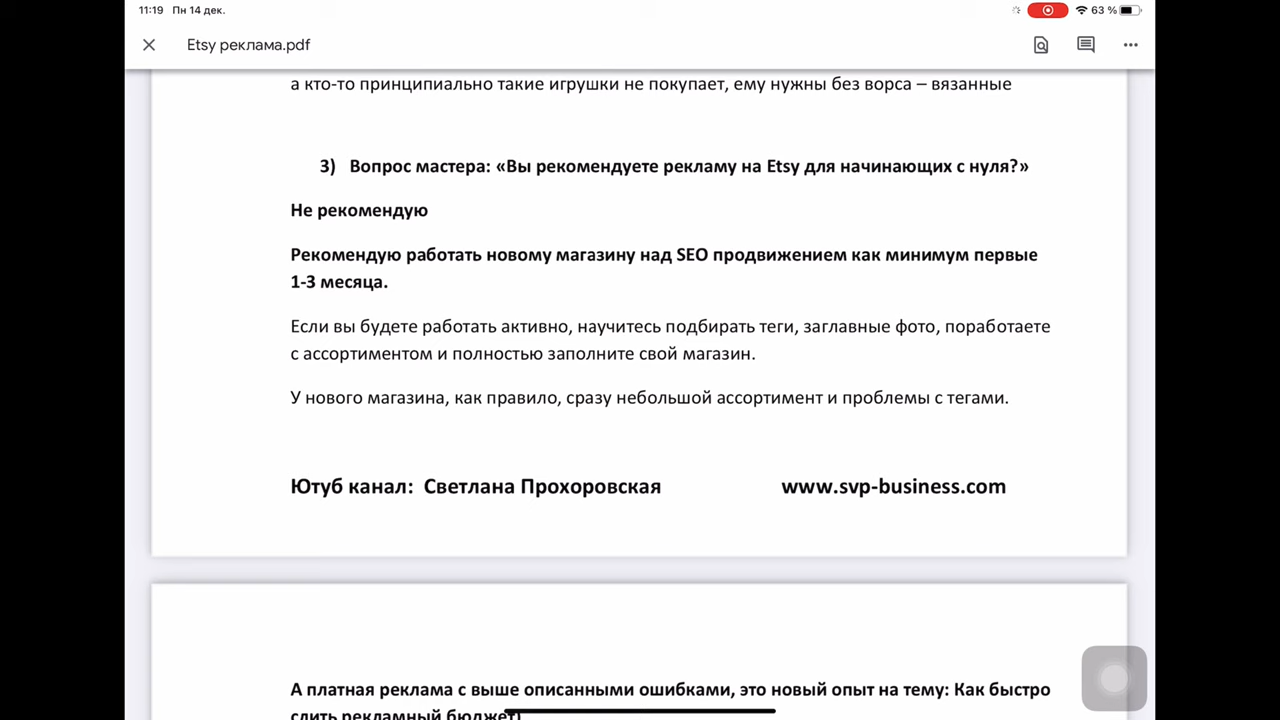 11:19 Пн 14 дек.
63 %
Etsy реклама.pdf
а кто-то принципиально такие игрушки не покупает, ему нужны без ворса – вязанные
3) Вопрос мастера: «Вы рекомендуете рекламу на Etsy для начинающих с нуля?»
Не рекомендую
Рекомендую работать новому магазину над SEO продвижением как минимум первые
1-3 месяца.
Если вы будете работать активно, научитесь подбирать теги, заглавные фото, поработаете
с ассортиментом и полностью заполните свой магазин.
У нового магазина, как правило, сразу небольшой ассортимент и проблемы с тегами.
Ютуб канал: Светлана Прохоровская www.svp-business.com
А платная реклама с выше описанными ошибками, это новый опыт на тему: Как быстро
слить рекламный бюджет)